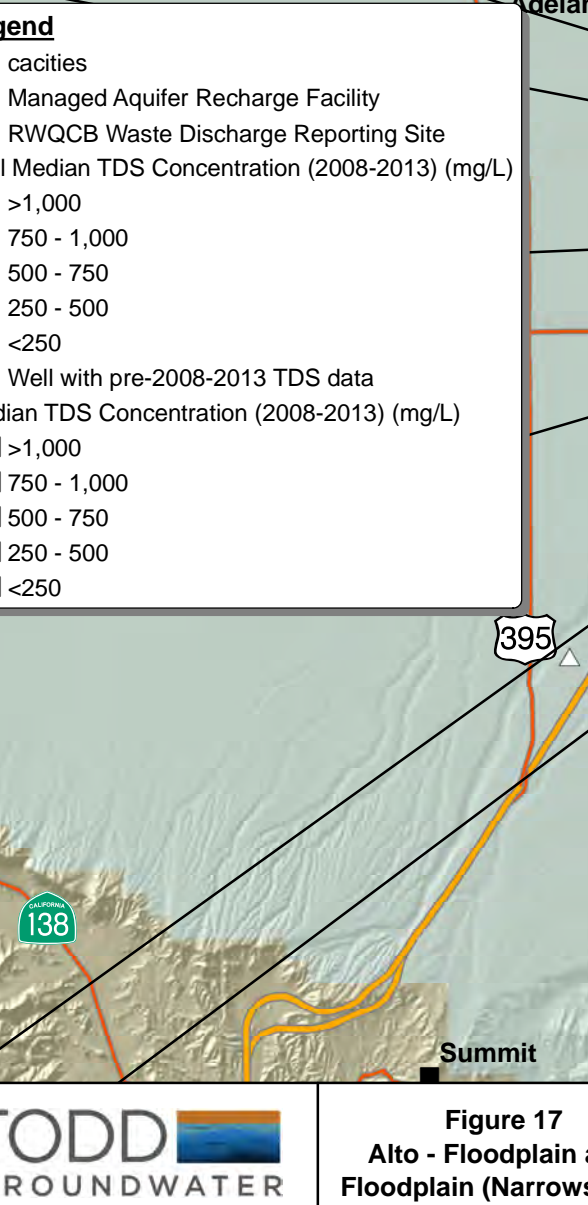 Adelan
gend
cacities
Managed Aquifer Recharge Facility
RWQCB Waste Discharge Reporting Site
l Median TDS Concentration (2008-2013) (mg/L)
>1,000
750 - 1,000
500 - 750
250 - 500
<250
Well with pre-2008-2013 TDS data
dian TDS Concentration (2008-2013) (mg/L)
>1,000
750 - 1,000
500 - 750
250 - 500
<250
395
CALIFORNIA
138
Summit
TODD
ROUNDWATER
Figure 17
Alto - Floodplain a
Floodplain (Narrows